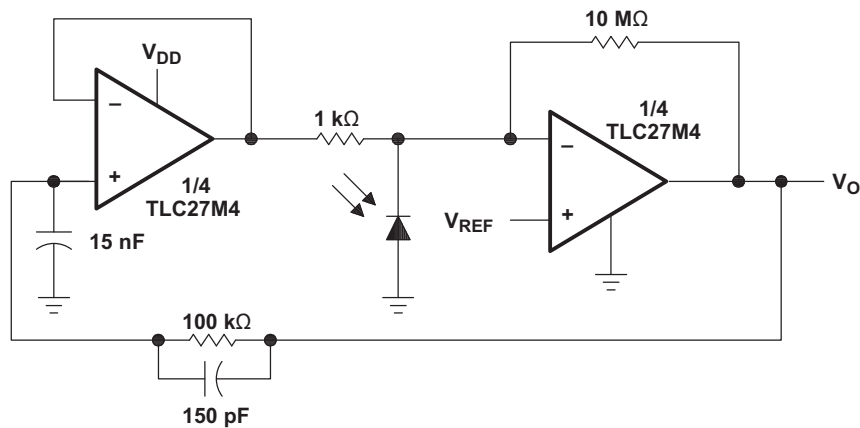 10 MΩ
V_DD
−
+
1/4
TLC27M4
1 kΩ
15 nF
1/4
TLC27M4
−
+
V_REF
V_O
100 kΩ
150 pF